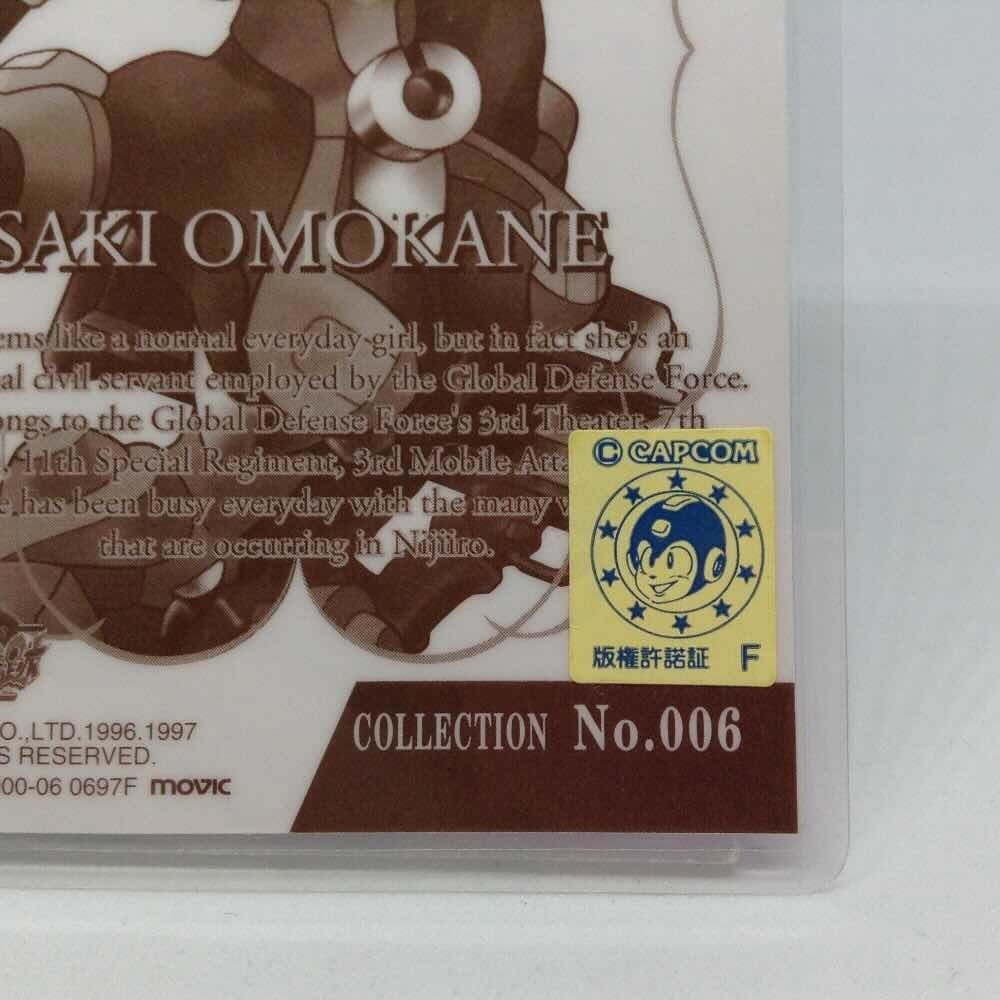 SAKI OMOKANE
ems like a normal everyday girl, but in fact she's an
al civil servant employed by the Global Defense Force.
ongs to the Global Defense Force's 3rd Theater, 7th
, 11th Special Regiment, 3rd Mobile Atta
e has been busy everyday with the many v
that are occurring in Nijiiro.
© CAPCOM
版権許諾証 F
O.,LTD.1996.1997
S RESERVED.
00-06 0697F movic
COLLECTION No.006